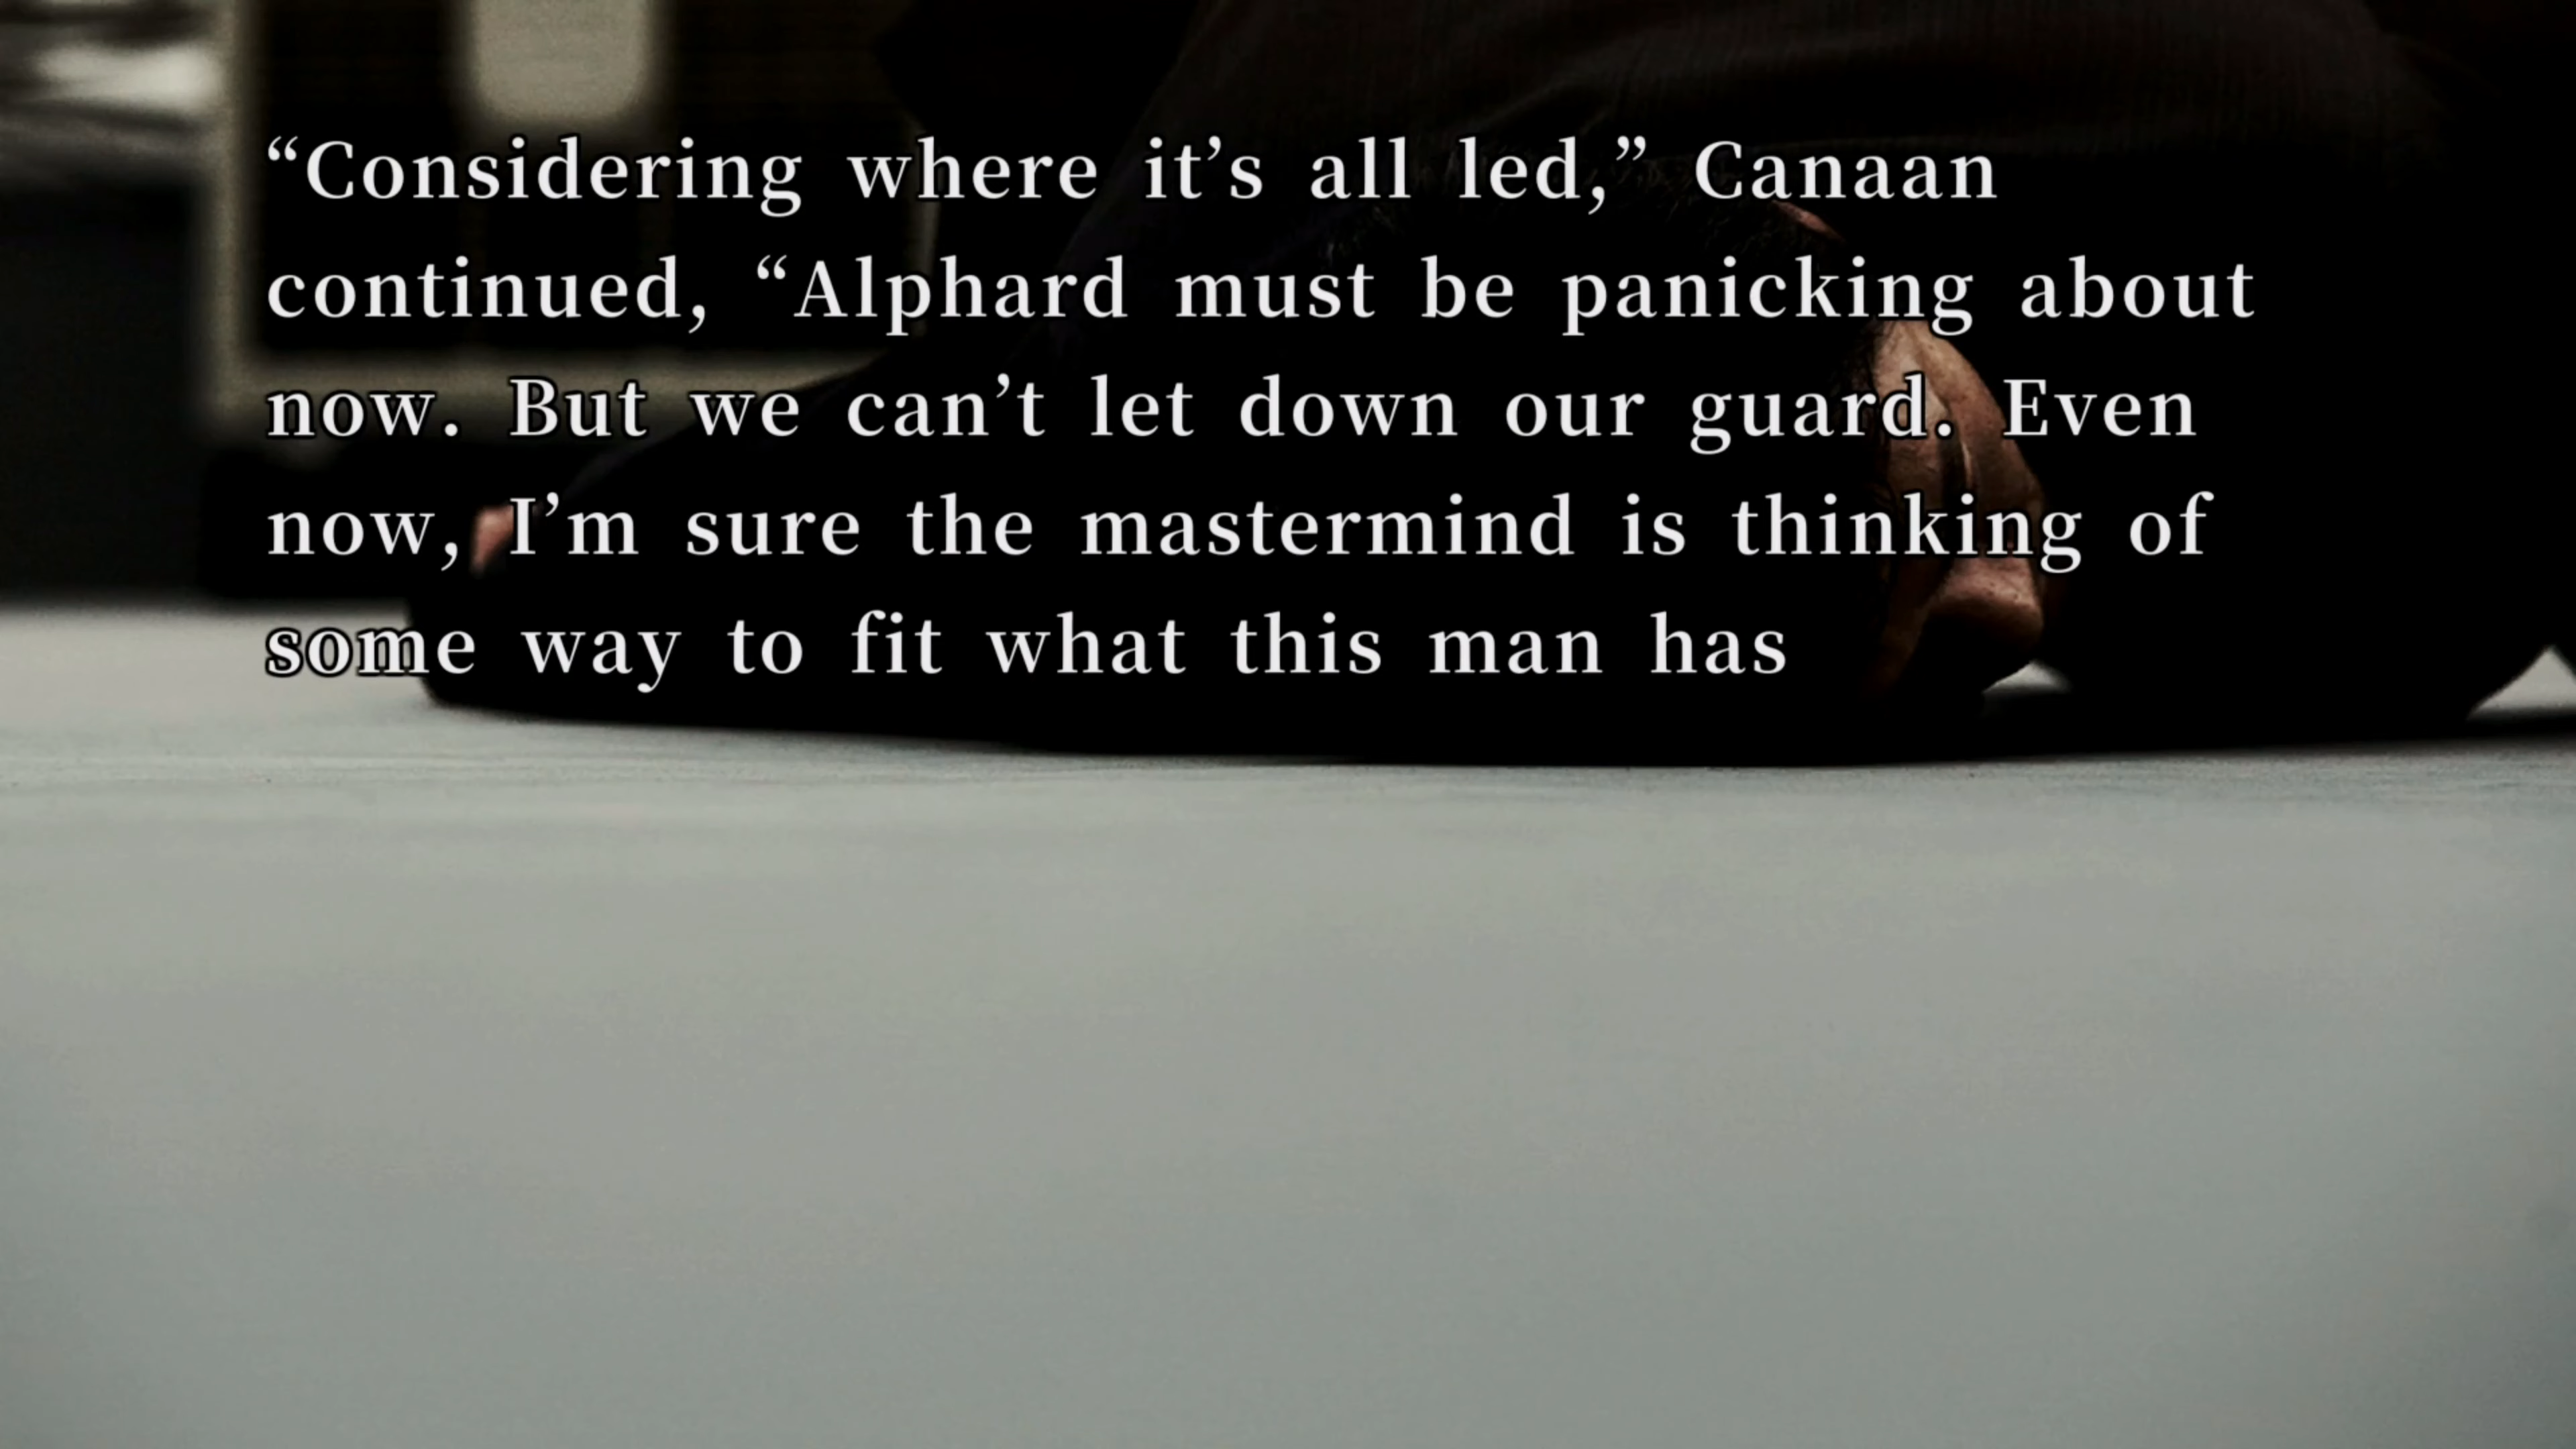 “Considering where it’s all led,” Canaan
continued, “Alphard must be panicking about
now. But we can’t let down our guard. Even
now, I’m sure the mastermind is thinking of
some way to fit what this man has